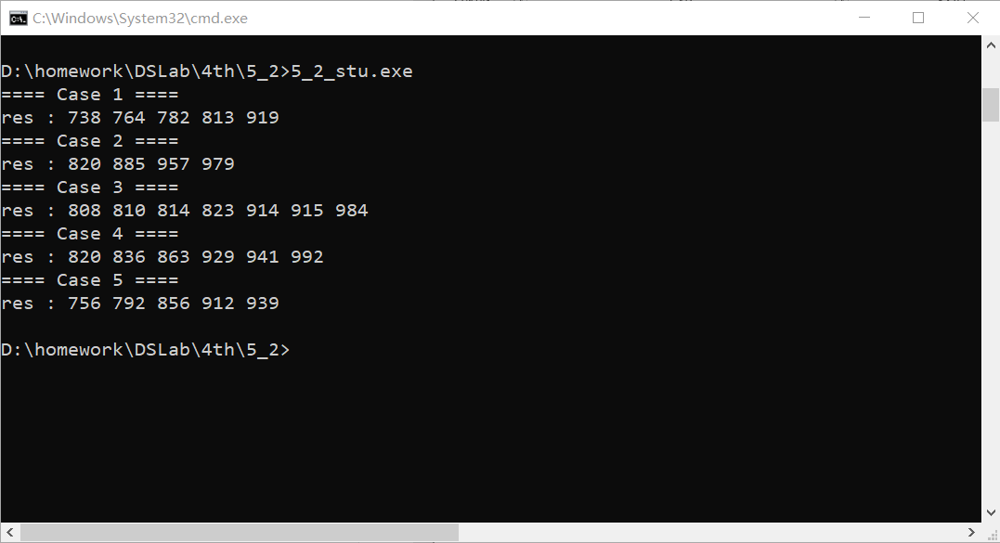 C:\Windows\System32\cmd.exe
D:\homework\DSLab\4th\5_2>5_2_stu.exe
==== Case 1 ====
res : 738 764 782 813 919
==== Case 2 ====
res : 820 885 957 979
==== Case 3 ====
res : 808 810 814 823 914 915 984
==== Case 4 ====
res : 820 836 863 929 941 992
==== Case 5 ====
res : 756 792 856 912 939
D:\homework\DSLab\4th\5_2>